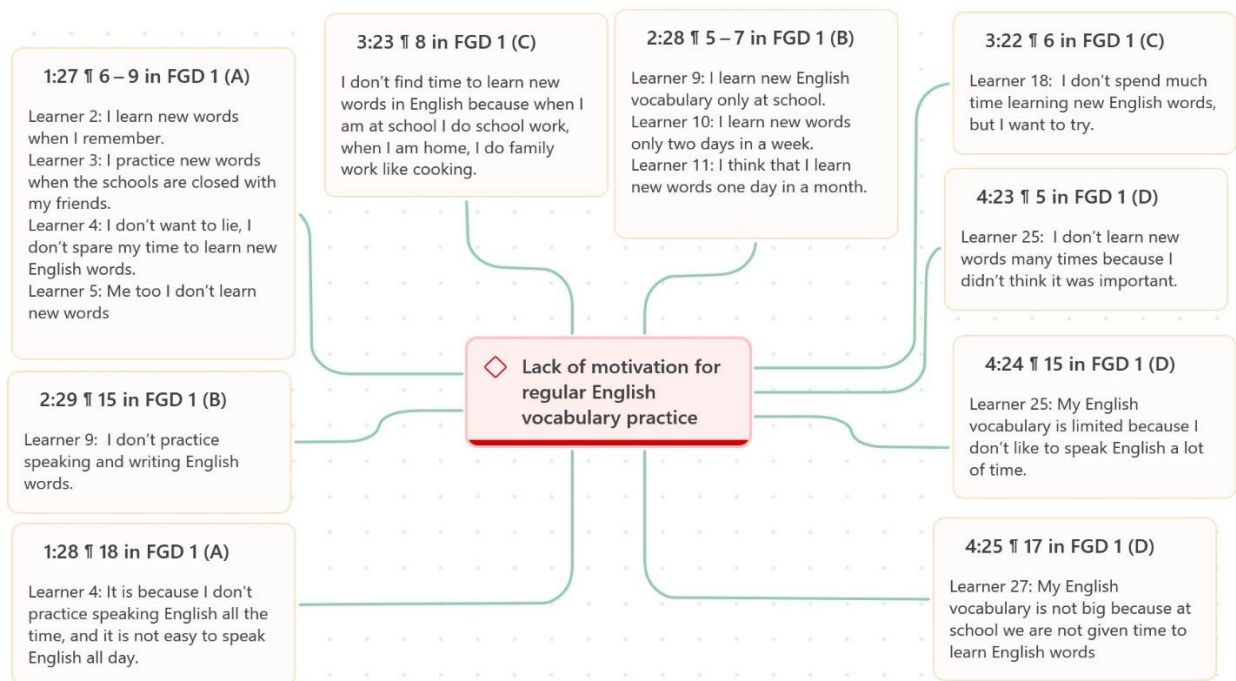 1:27 ¶ 6 – 9 in FGD 1 (A)
Learner 2: I learn new words
when I remember.
Learner 3: I practice new words
when the schools are closed with
my friends.
Learner 4: I don’t want to lie, I
don’t spare my time to learn new
English words.
Learner 5: Me too I don’t learn
new words
3:23 ¶ 8 in FGD 1 (C)
I don’t find time to learn new
words in English because when I
am at school I do school work,
when I am home, I do family
work like cooking.
2:28 ¶ 5 – 7 in FGD 1 (B)
Learner 9: I learn new English
vocabulary only at school.
Learner 10: I learn new words
only two days in a week.
Learner 11: I think that I learn
new words one day in a month.
3:22 ¶ 6 in FGD 1 (C)
Learner 18:  I don't spend much
time learning new English words,
but I want to try.
4:23 ¶ 5 in FGD 1 (D)
Learner 25:  I don’t learn new
words many times because I
didn’t think it was important.
Lack of motivation for
regular English
vocabulary practice
2:29 ¶ 15 in FGD 1 (B)
Learner 9:  I don’t practice
speaking and writing English
words.
4:24 ¶ 15 in FGD 1 (D)
Learner 25: My English
vocabulary is limited because I
don’t like to speak English a lot
of time.
1:28 ¶ 18 in FGD 1 (A)
Learner 4: It is because I don't
practice speaking English all the
time, and it is not easy to speak
English all day.
4:25 ¶ 17 in FGD 1 (D)
Learner 27: My English
vocabulary is not big because at
school we are not given time to
learn English words